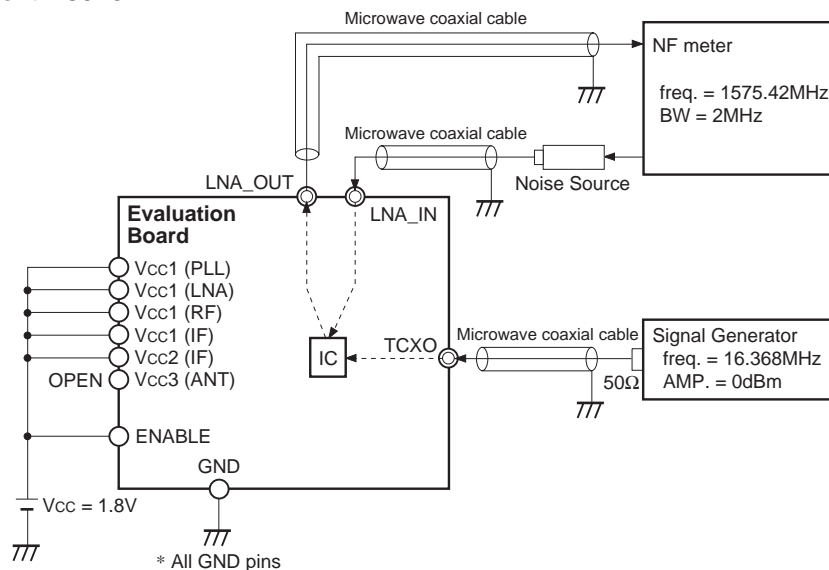 Microwave coaxial cable
NF meter
freq. = 1575.42MHz
BW = 2MHz
Microwave coaxial cable
Noise Source
LNA_OUT
LNA_IN
Evaluation
Board
VCC1 (PLL)
VCC1 (LNA)
VCC1 (RF)
VCC1 (IF)
VCC2 (IF)
OPEN VCC3 (ANT)
IC
TCXO
Microwave coaxial cable
50Ω
Signal Generator
freq. = 16.368MHz
AMP. = 0dBm
ENABLE
GND
VCC = 1.8V
* All GND pins